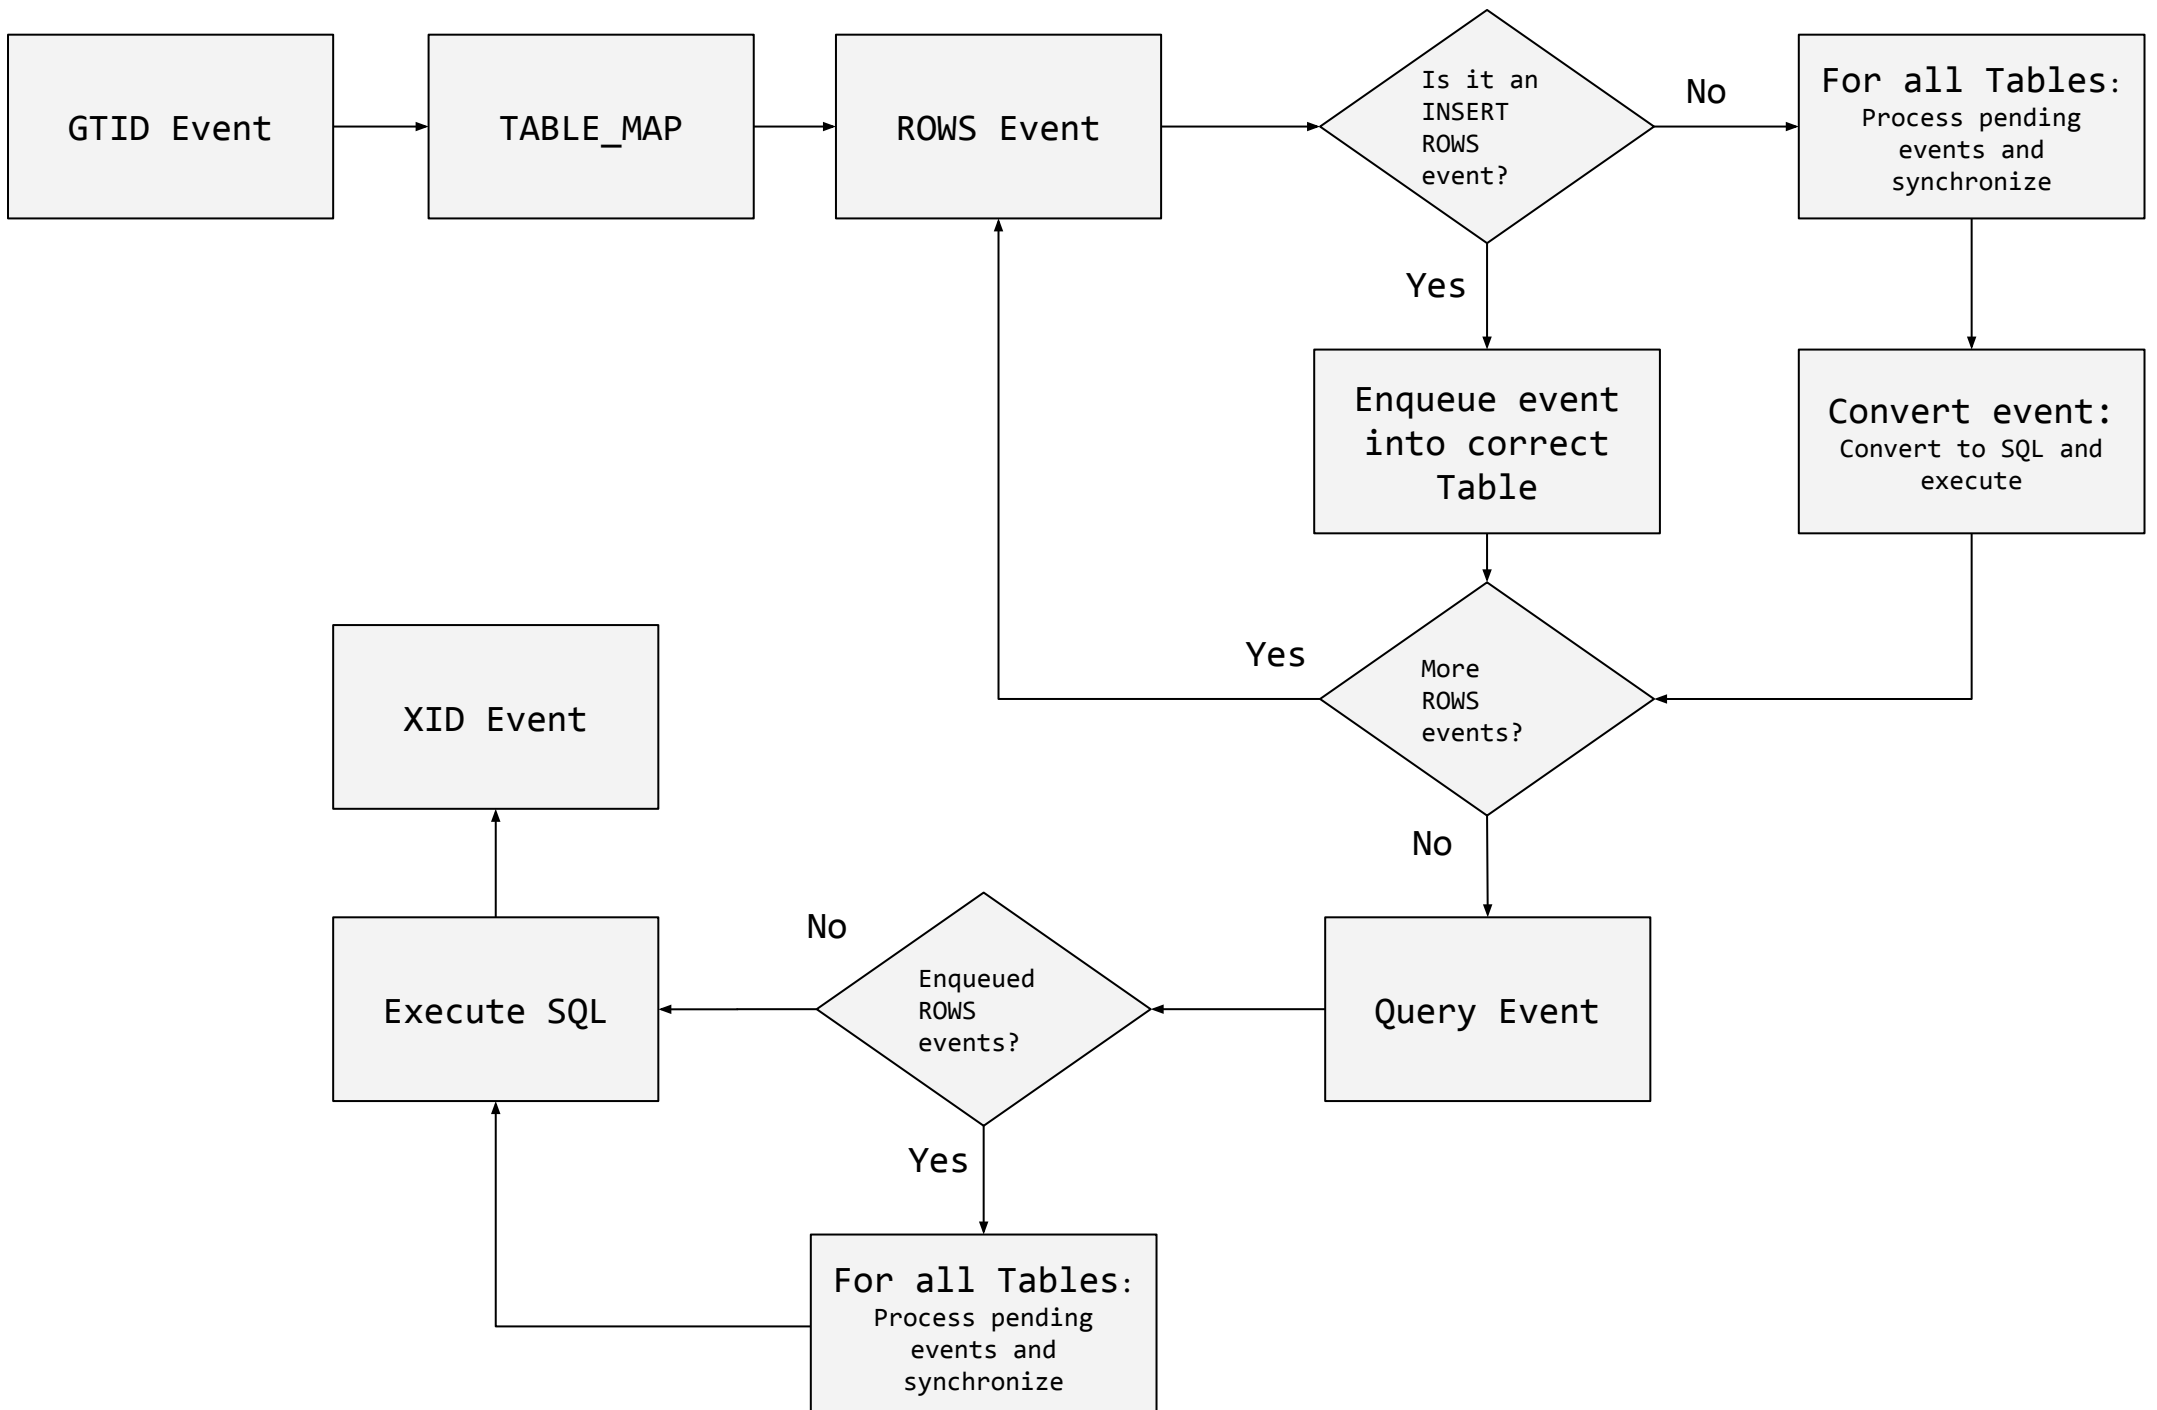 GTID Event
TABLE_MAP
ROWS Event
Is it an
INSERT
ROWS
event?
No
For all Tables:
Process pending
events and
synchronize
Yes
Enqueue event
into correct
Table
Convert event:
Convert to SQL and
execute
Yes
More
ROWS
events?
XID Event
No
No
Enqueued
ROWS
events?
Execute SQL
Query Event
Yes
For all Tables:
Process pending
events and
synchronize